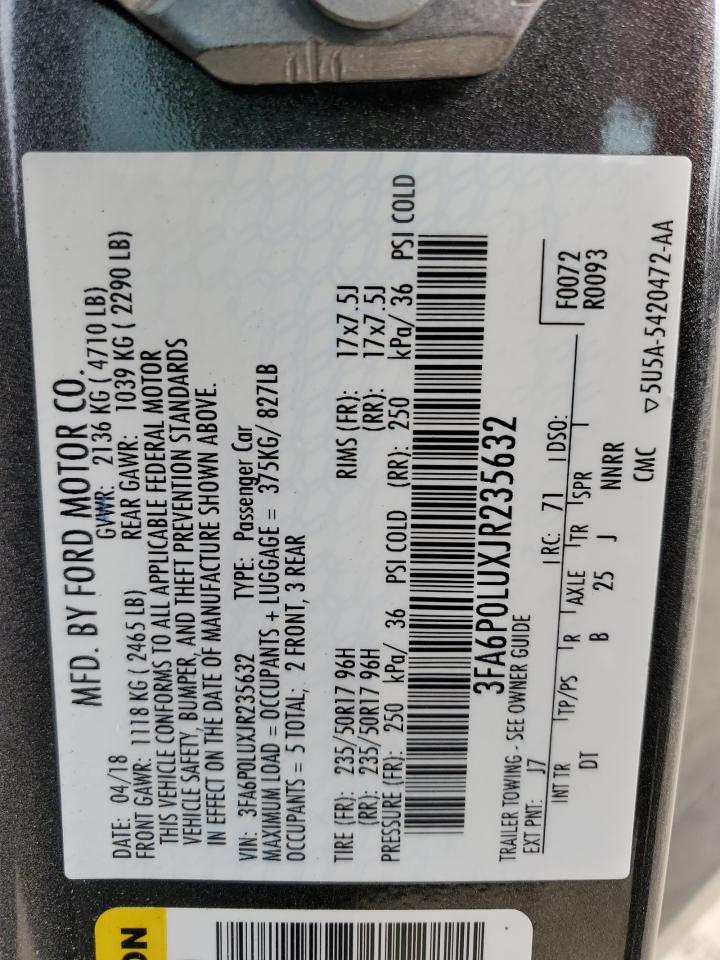 MFD. BY FORD MOTOR CO.
DATE: 04/18 GVWR: 2136 KG ( 4710 LB)
FRONT GAWR: 1118 KG ( 2465 LB) REAR GAWR: 1039 KG ( 2290 LB)
THIS VEHICLE CONFORMS TO ALL APPLICABLE FEDERAL MOTOR
VEHICLE SAFETY, BUMPER, AND THEFT PREVENTION STANDARDS
IN EFFECT ON THE DATE OF MANUFACTURE SHOWN ABOVE.
VIN: 3FA6P0LUXJR235632 TYPE: Passenger Car
MAXIMUM LOAD = OCCUPANTS + LUGGAGE = 375KG/ 827LB
OCCUPANTS = 5 TOTAL; 2 FRONT, 3 REAR
TIRE (FR): 235/50R17 96H RIMS (FR): 17x7.5J
(RR): 235/50R17 96H (RR): 17x7.5J
PRESSURE (FR): 250 kPa/ 36 PSI COLD (RR): 250 kPa/ 36 PSI COLD
3FA6P0LUXJR235632
TRAILER TOWING - SEE OWNER GUIDE
EXT PNT: J7 RC: 71 DSO: F0072
R0093
INT TR TP/PS R AXLE TR SPR
DT B 25 J NNRR
CMC ▽5U5A-5420472-AA
ON